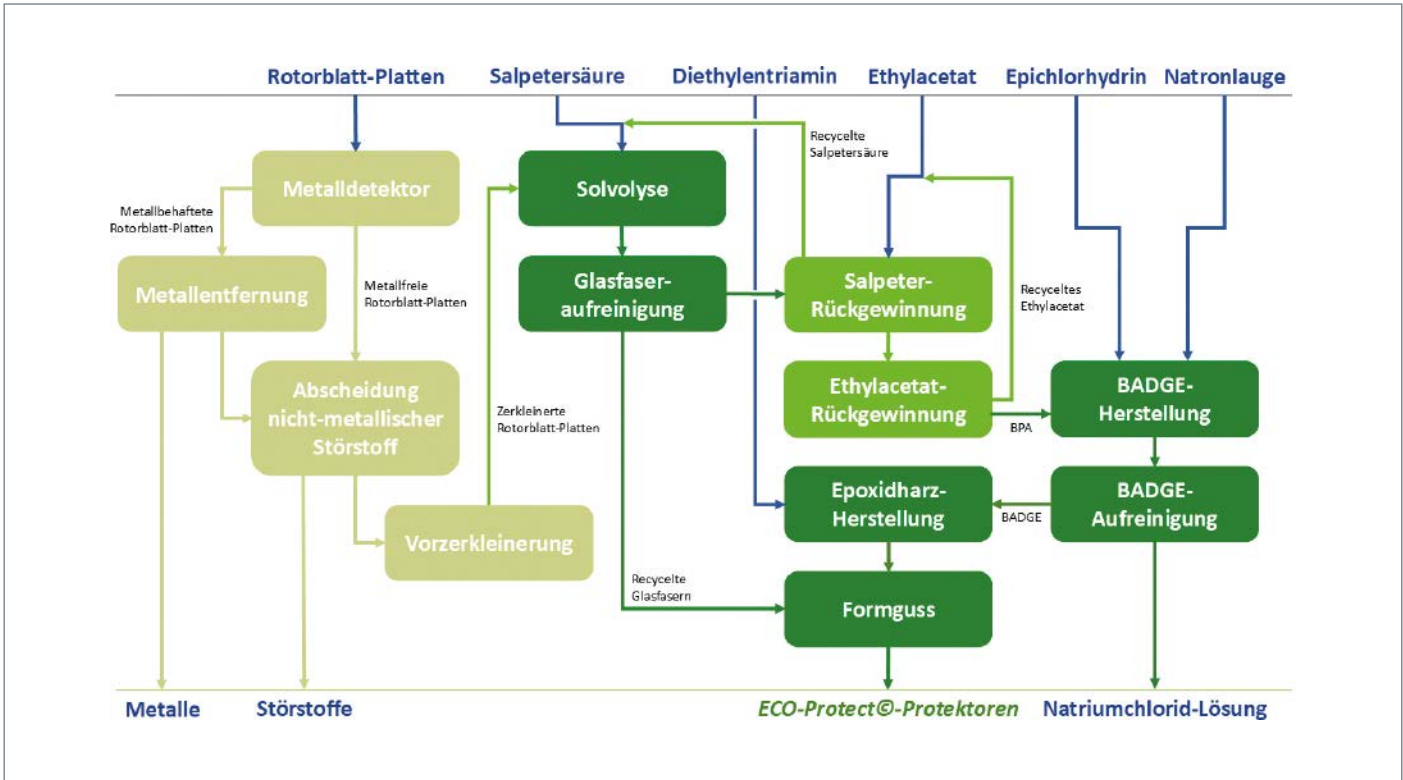 Rotorblatt-Platten
Salpetersäure
Diethylentriamin
Ethylacetat
Epichlorhydrin
Natronlauge
Recycelte
Salpetersäure
Metalldetektor
Solvolyse
Metallbehaftete
Rotorblatt-Platten
Metallentfernung
Metallfreie
Rotorblatt-Platten
Glasfaser-
aufreinigung
Salpeter-
Rückgewinnung
Recyceltes
Ethylacetat
Abscheidung
nicht-metallischer
Störstoff
Zerkleinerte
Rotorblatt-Platten
Ethylacetat-
Rückgewinnung
BPA
BADGE-
Herstellung
Vorzerkleinerung
Epoxidharz-
Herstellung
BADGE
BADGE-
Aufreinigung
Recycelte
Glasfasern
Formguss
Metalle
Störstoffe
ECO-Protect©-Protektoren
Natriumchlorid-Lösung